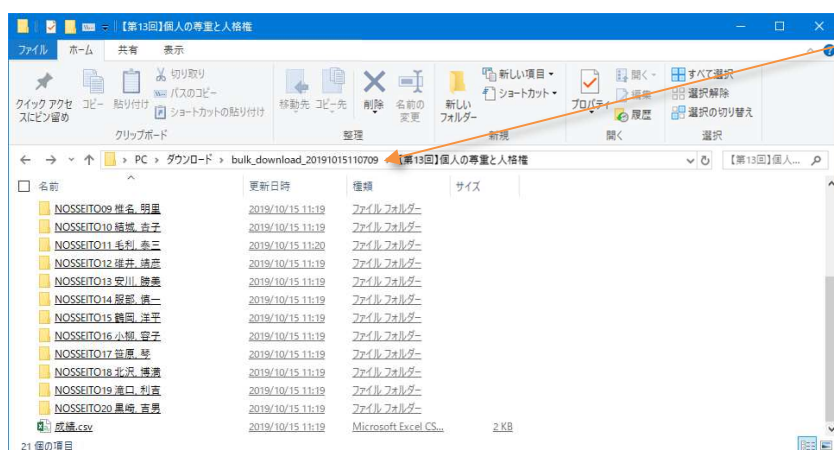 【第13回】個人の尊重と人格権
ファイル ホーム 共有 表示
クイック アクセスにピン留め コピー 貼り付け 切り取り パスのコピー ショートカットの貼り付け
移動先 コピー先 削除 名前の変更
新しいフォルダー 新しい項目 ショートカット
プロパティ 開く 編集 履歴
すべて選択 選択解除 選択の切り替え
クリップボード 整理 新規 開く 選択
PC › ダウンロード › bulk_download_20191015110709 【第13回】個人の尊重と人格権 【第13回】個人...
名前 更新日時 種類 サイズ
NOSSEITO09 椎名, 明里 2019/10/15 11:19 ファイル フォルダー
NOSSEITO10 結城, 吉子 2019/10/15 11:19 ファイル フォルダー
NOSSEITO11 毛利, 泰三 2019/10/15 11:20 ファイル フォルダー
NOSSEITO12 碓井, 靖彦 2019/10/15 11:19 ファイル フォルダー
NOSSEITO13 安川, 勝美 2019/10/15 11:19 ファイル フォルダー
NOSSEITO14 服部, 慎一 2019/10/15 11:19 ファイル フォルダー
NOSSEITO15 鶴岡, 洋平 2019/10/15 11:19 ファイル フォルダー
NOSSEITO16 小柳, 容子 2019/10/15 11:19 ファイル フォルダー
NOSSEITO17 笹原, 琴 2019/10/15 11:19 ファイル フォルダー
NOSSEITO18 北沢, 博満 2019/10/15 11:19 ファイル フォルダー
NOSSEITO19 滝口, 利吉 2019/10/15 11:19 ファイル フォルダー
NOSSEITO20 黒崎, 吉男 2019/10/15 11:19 ファイル フォルダー
成績.csv 2019/10/15 11:19 Microsoft Excel CS... 2 KB
21 個の項目